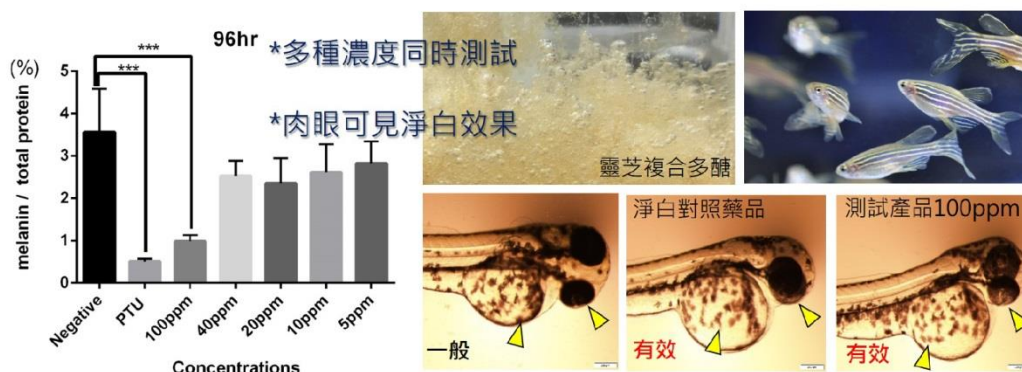 96hr
(%)
***
***
5
4
3
2
1
0
melanin / total protein
Negative
PTU
100ppm
40ppm
20ppm
10ppm
5ppm
Concentrations
*多種濃度同時測試
*肉眼可見淨白效果
靈芝複合多醣
一般
淨白對照藥品
有效
測試產品100ppm
有效